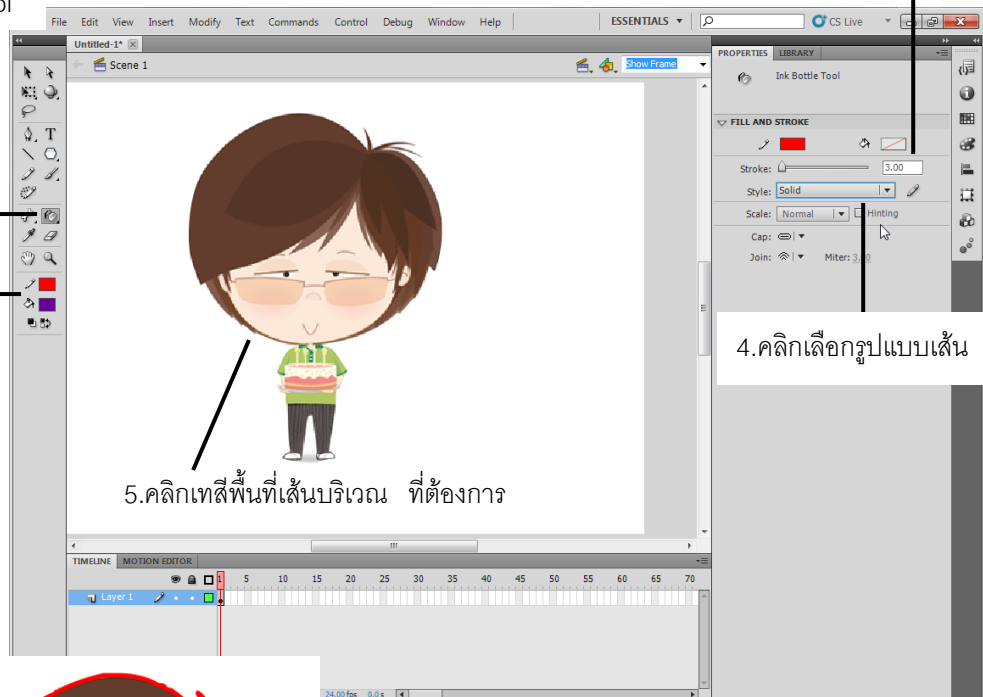 File Edit View Insert Modify Text Commands Control Debug Window Help ESSENTIALS CS Live
Untitled-1*
Scene 1 Show Frame
PROPERTIES LIBRARY
Ink Bottle Tool
FILL AND STROKE
Stroke: 3.00
Style: Solid
Scale: Normal Hinting
Cap:
Join: Miter: 3.00
T
4.คลิกเลือกรูปแบบเส้น
5.คลิกเทสีพื้นที่เส้นบริเวณ ที่ต้องการ
TIMELINE MOTION EDITOR
1 5 10 15 20 25 30 35 40 45 50 55 60 65 70
Layer 1
24.00 fps 0.0 s